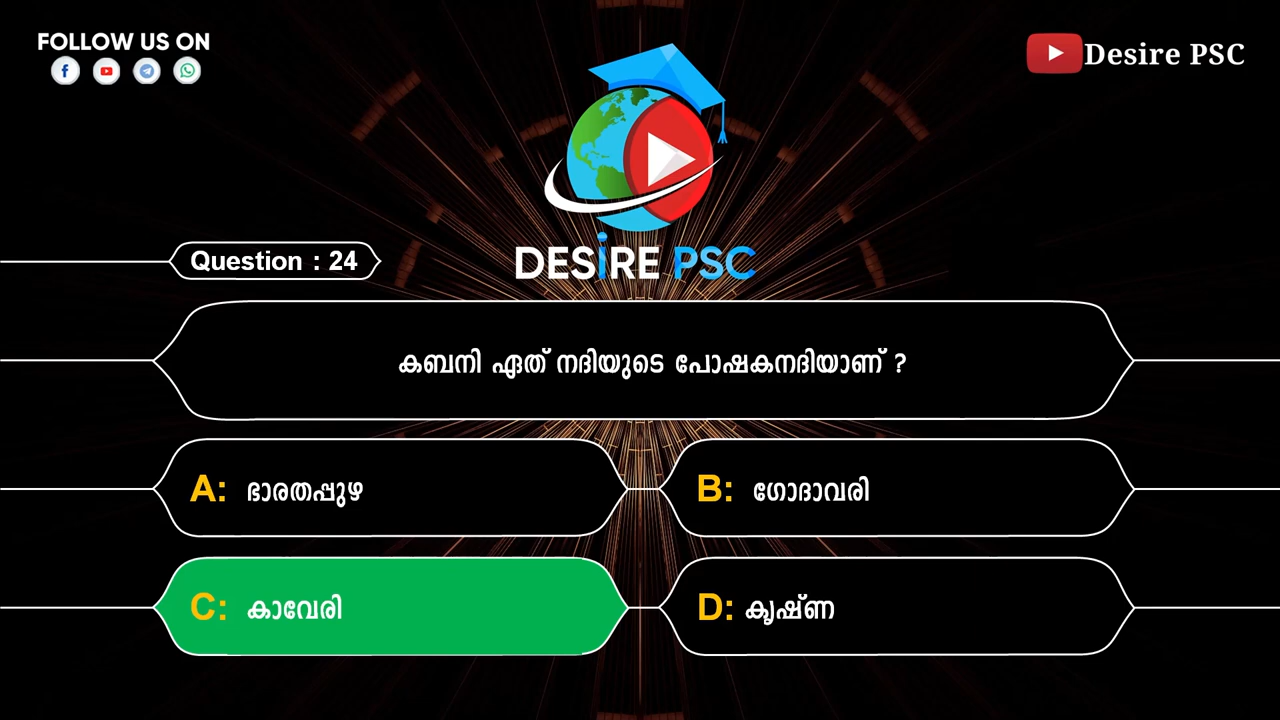 FOLLOW US ON
Desire PSC
DESiRE PSC
Question : 24
കബനി ഏത് നദിയുടെ പോഷകനദിയാണ് ?
A: ഭാരതപ്പുഴ
B: ഗോദാവരി
C: കാവേരി
D: കൃഷ്ണ